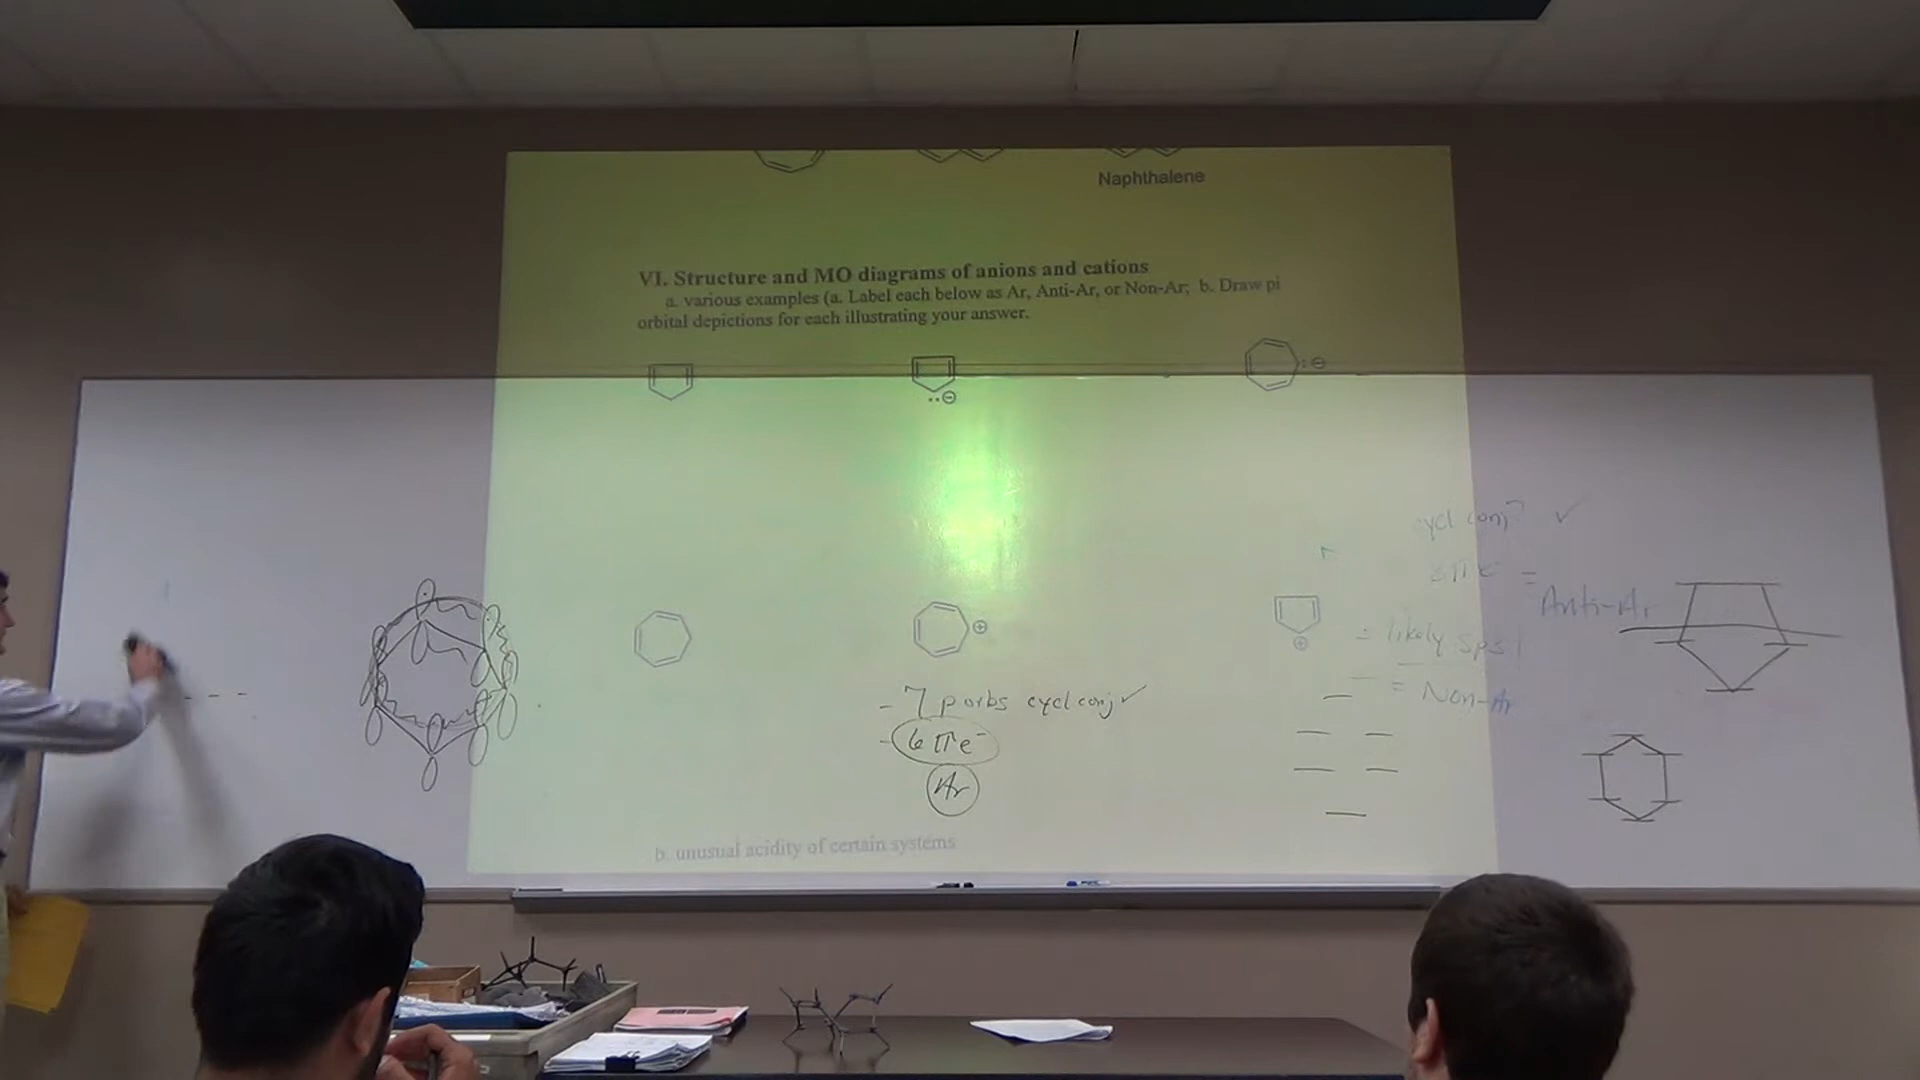 Naphthalene
VI. Structure and MO diagrams of anions and cations
a. various examples (a. Label each below as Ar, Anti-Ar, or Non-Ar; b. Draw pi
orbital depictions for each illustrating your answer.
cycl conj? ✓
8 π e⁻ =
Anti-Ar
= likely sps!
= Non-Ar
- 7 p orbs cycl conj ✓
- 6 π e⁻
Ar
b. unusual acidity of certain systems